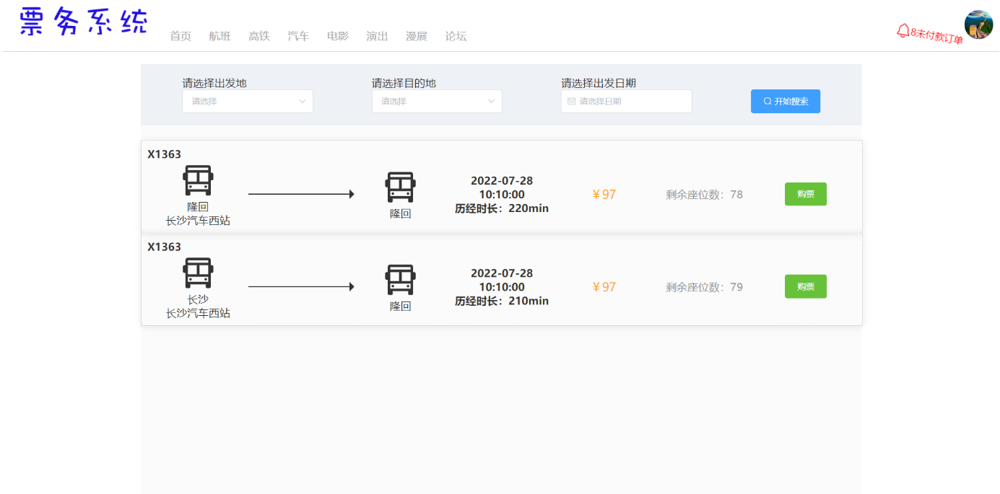 票务系统
首页 航班 高铁 汽车 电影 演出 漫展 论坛
8未付款订单
请选择出发地 请选择目的地 请选择出发日期
请选择 请选择 请选择日期 开始搜索
X1363
隆回
长沙汽车西站
隆回
2022-07-28
10:10:00
历经时长：220min
￥97
剩余座位数：78
购票
X1363
长沙
长沙汽车西站
隆回
2022-07-28
10:10:00
历经时长：210min
￥97
剩余座位数：79
购票